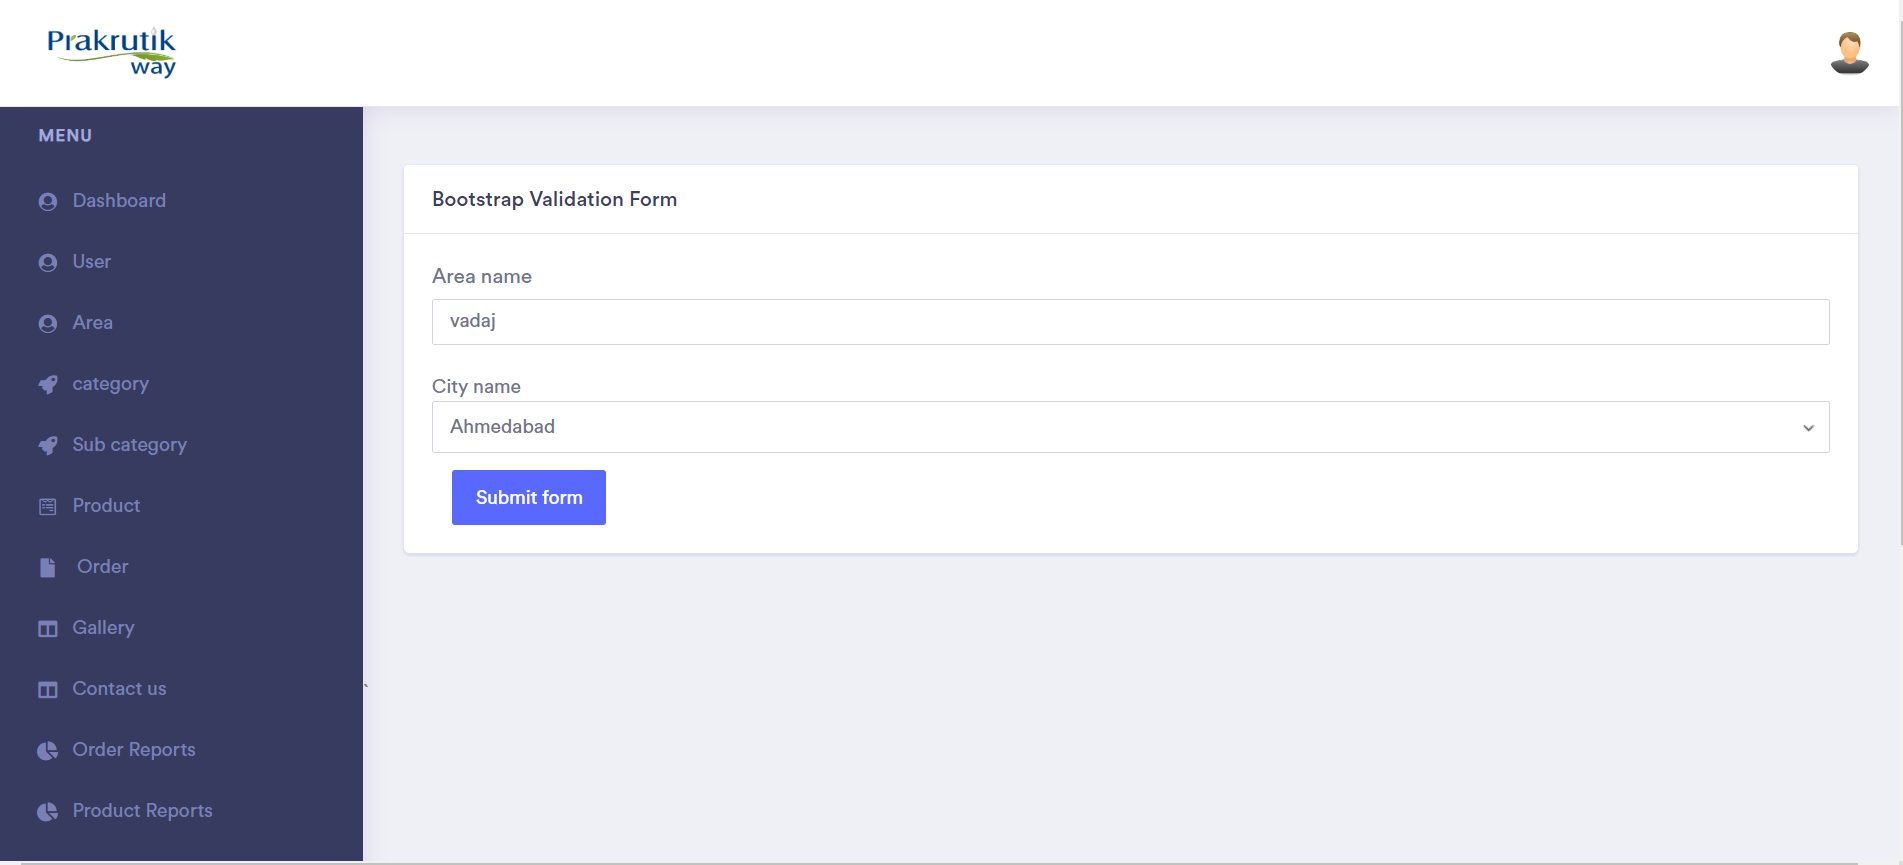 Prakrutik
way
MENU
Dashboard
User
Area
category
Sub category
Product
Order
Gallery
Contact us
Order Reports
Product Reports
Bootstrap Validation Form
Area name
vadaj
City name
Ahmedabad
Submit form
`